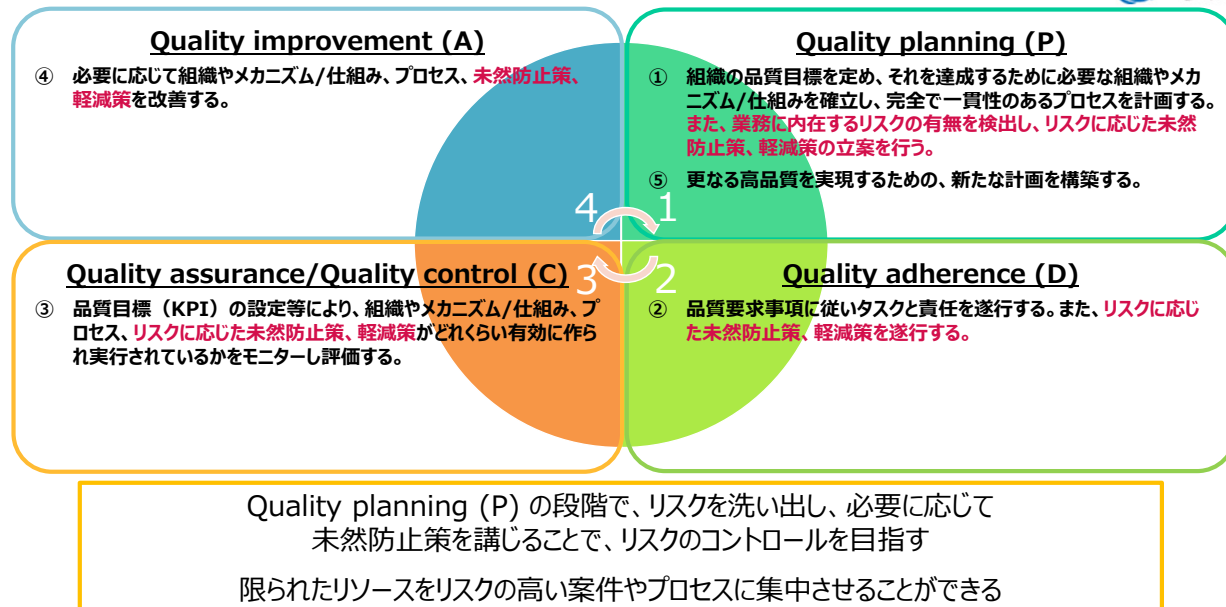 Quality improvement (A)
④ 必要に応じて組織やメカニズム/仕組み、プロセス、未然防止策、
軽減策を改善する。
Quality planning (P)
① 組織の品質目標を定め、それを達成するために必要な組織やメカ
ニズム/仕組みを確立し、完全で一貫性のあるプロセスを計画する。
また、業務に内在するリスクの有無を検出し、リスクに応じた未然
防止策、軽減策の立案を行う。
⑤ 更なる高品質を実現するための、新たな計画を構築する。
4 1
3 2
Quality assurance/Quality control (C)
③ 品質目標（KPI）の設定等により、組織やメカニズム/仕組み、プ
ロセス、リスクに応じた未然防止策、軽減策がどれくらい有効に作ら
れ実行されているかをモニターし評価する。
Quality adherence (D)
② 品質要求事項に従いタスクと責任を遂行する。また、リスクに応じ
た未然防止策、軽減策を遂行する。
Quality planning (P) の段階で、リスクを洗い出し、必要に応じて
未然防止策を講じることで、リスクのコントロールを目指す
限られたリソースをリスクの高い案件やプロセスに集中させることができる